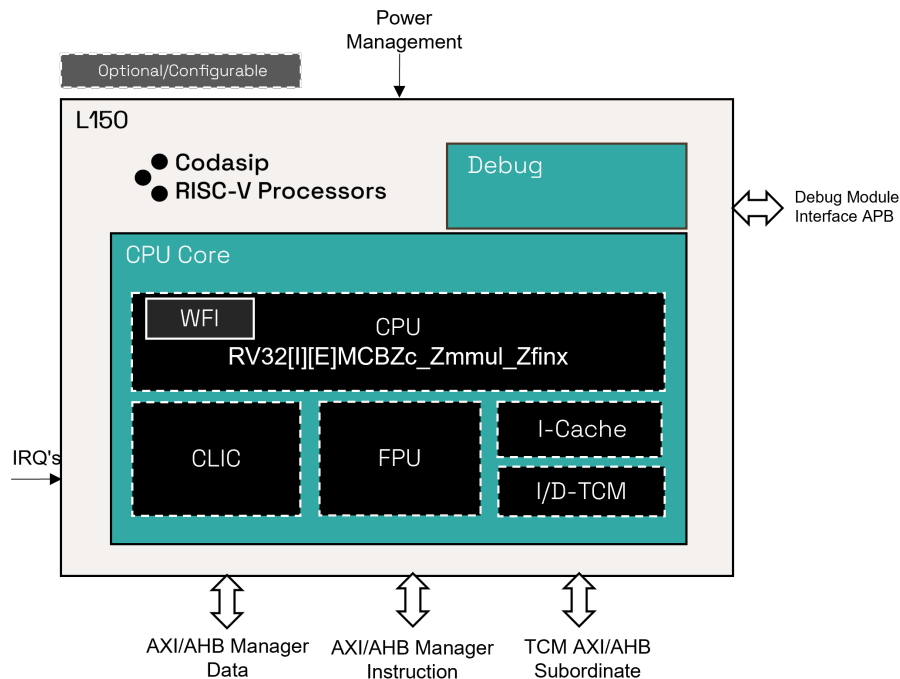 Power
Management
Optional/Configurable
L150
Codasip
RISC-V Processors
Debug
Debug Module
Interface APB
CPU Core
WFI
CPU
RV32[I][E]MCBZc_Zmmul_Zfinx
CLIC
FPU
I-Cache
I/D-TCM
IRQ's
AXI/AHB Manager
Data
AXI/AHB Manager
Instruction
TCM AXI/AHB
Subordinate